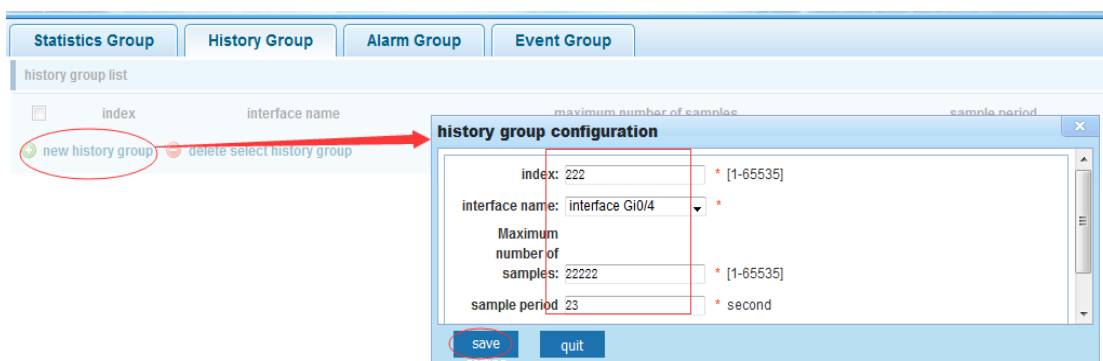 Statistics Group History Group Alarm Group Event Group
history group list
index interface name maximum number of samples sample period
new history group delete select history group
history group configuration x
index: 222 * [1-65535]
interface name: interface Gi0/4 *
Maximum
number of
samples: 22222 * [1-65535]
sample period 23 * second
save quit